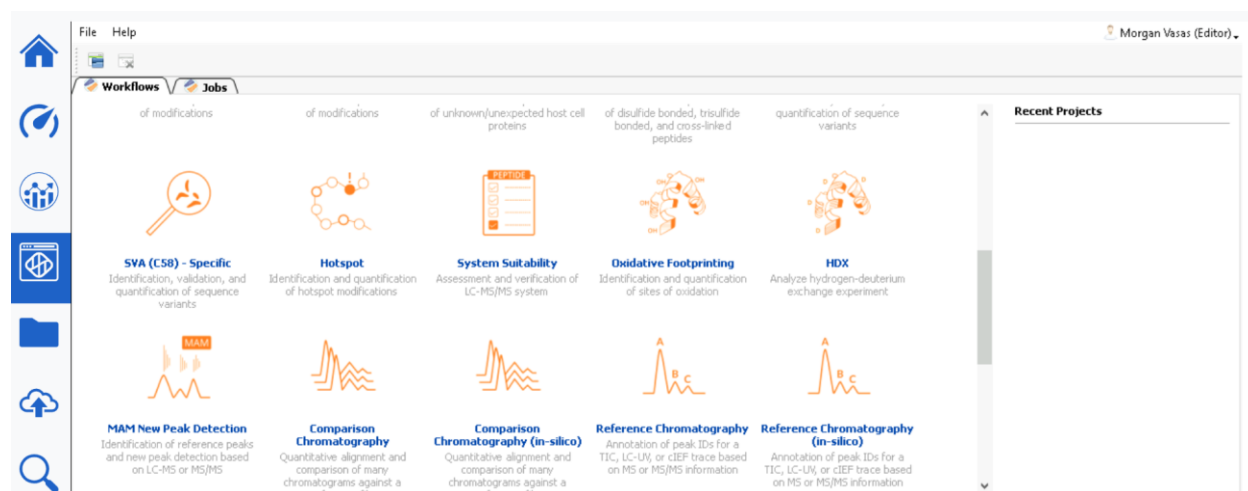 File Help
Morgan Vasas (Editor)
Workflows Jobs
Recent Projects
of modifications
of modifications
of unknown/unexpected host cell
proteins
of disulfide bonded, trisulfide
bonded, and cross-linked
peptides
quantification of sequence
variants
PEPTIDE
OH
OH
OH
D
D
D
D
SVA (C58) - Specific
Identification, validation, and
quantification of sequence
variants
Hotspot
Identification and quantification
of hotspot modifications
System Suitability
Assessment and verification of
LC-MS/MS system
Oxidative Footprinting
Identification and quantification
of sites of oxidation
HDX
Analyze hydrogen-deuterium
exchange experiment
MAM
A
B C
A
B C
MAM New Peak Detection
Identification of reference peaks
and new peak detection based
on LC-MS or MS/MS
Comparison
Chromatography
Quantitative alignment and
comparison of many
chromatograms against a
Comparison
Chromatography (in-silico)
Quantitative alignment and
comparison of many
chromatograms against a
Reference Chromatography
Annotation of peak IDs for a
TIC, LC-UV, or cIEF trace based
on MS or MS/MS information
Reference Chromatography
(in-silico)
Annotation of peak IDs for a
TIC, LC-UV, or cIEF trace based
on MS or MS/MS information